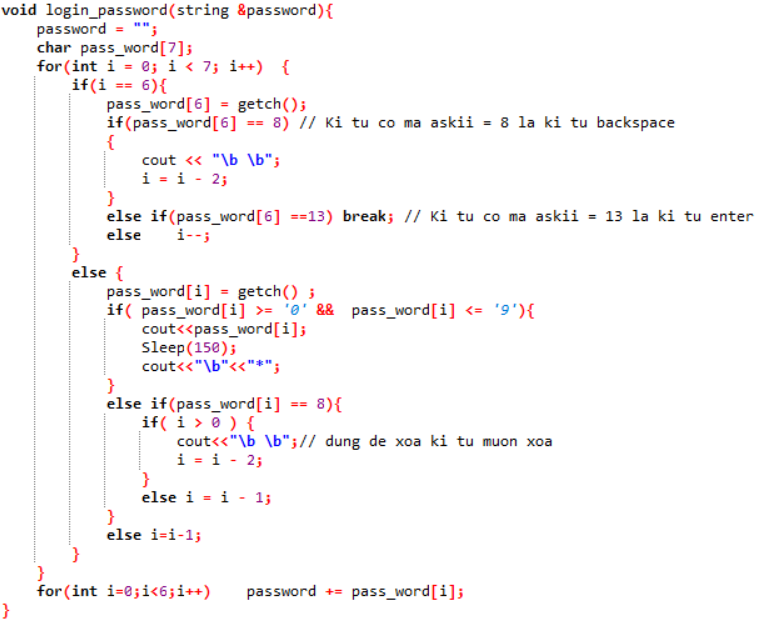 void login_password(string &password){
    password = "";
    char pass_word[7];
    for(int i = 0; i < 7; i++)  {
        if(i == 6){
            pass_word[6] = getch();
            if(pass_word[6] == 8) // Ki tu co ma askii = 8 la ki tu backspace
            {
                cout << "\b \b";
                i = i - 2;
            }
            else if(pass_word[6] ==13) break; // Ki tu co ma askii = 13 la ki tu enter
            else    i--;
        }
        else {
            pass_word[i] = getch() ;
            if( pass_word[i] >= '0' &&  pass_word[i] <= '9'){
                cout<<pass_word[i];
                Sleep(150);
                cout<<"\b"<<"*";
            }
            else if(pass_word[i] == 8){
                if( i > 0 ) {
                    cout<<"\b \b";// dung de xoa ki tu muon xoa
                    i = i - 2;
                }
                else i = i - 1;
            }
            else i=i-1;
        }
    }
    for(int i=0;i<6;i++)    password += pass_word[i];
}